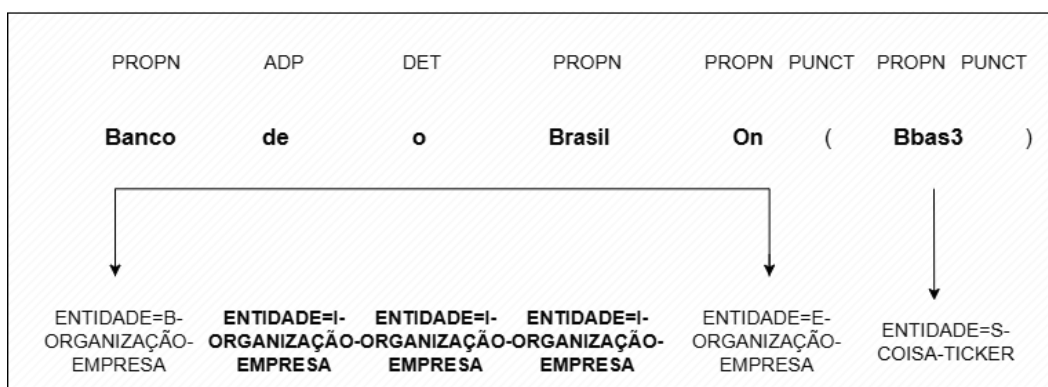 PROPN ADP DET PROPN PROPN PUNCT PROPN PUNCT
Banco de o Brasil On ( Bbas3 )
ENTIDADE=B-ORGANIZAÇÃO-EMPRESA
ENTIDADE=I-ORGANIZAÇÃO-EMPRESA
ENTIDADE=I-ORGANIZAÇÃO-EMPRESA
ENTIDADE=I-ORGANIZAÇÃO-EMPRESA
ENTIDADE=E-ORGANIZAÇÃO-EMPRESA
ENTIDADE=S-COISA-TICKER